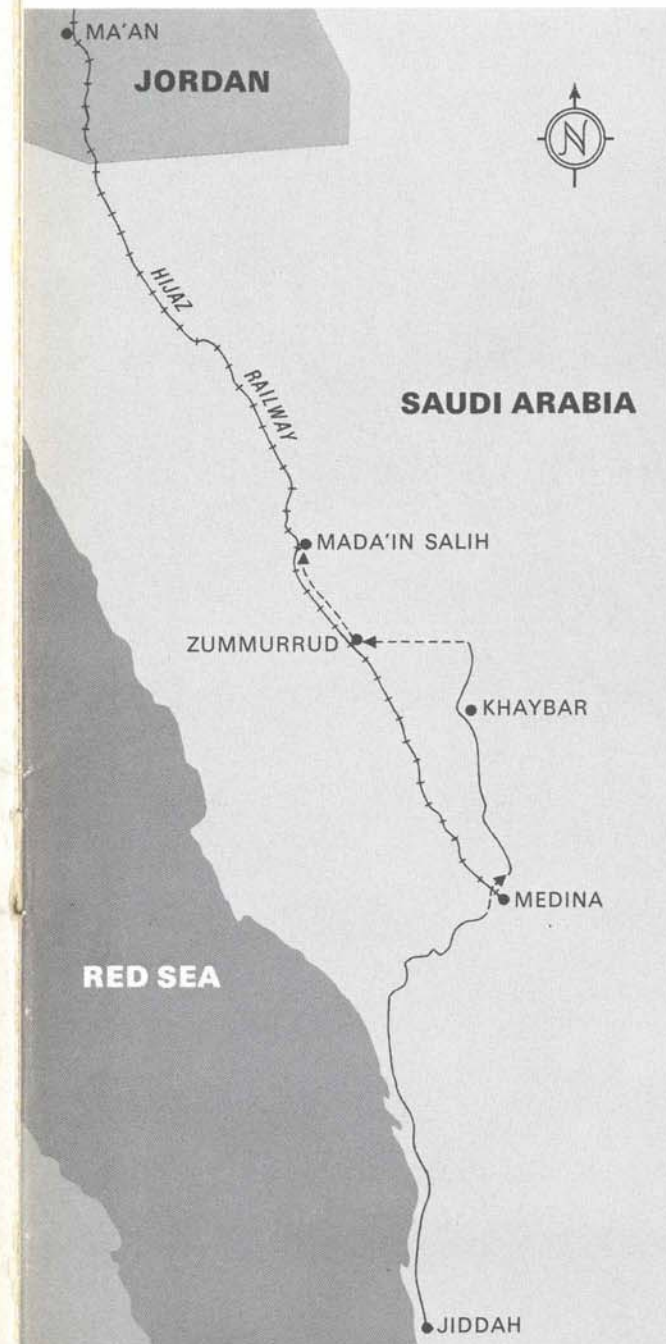 MA'AN
JORDAN
N
HIJAZ
RAILWAY
SAUDI ARABIA
MADA'IN SALIH
ZUMMURRUD
KHAYBAR
MEDINA
RED SEA
JIDDAH